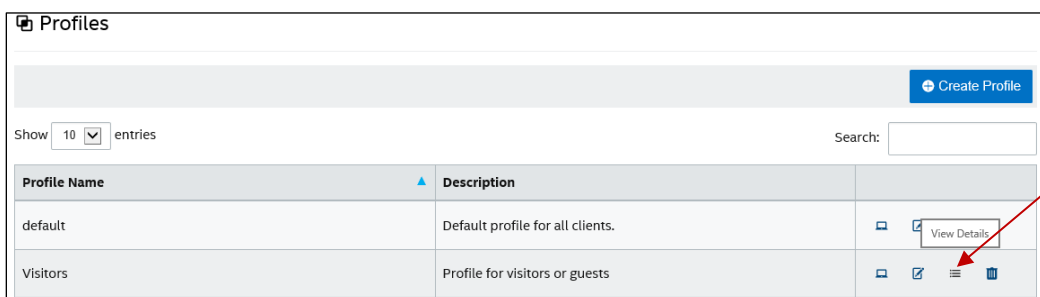 Profiles
Create Profile
Show 10 entries
Search:
Profile Name Description
default Default profile for all clients.
View Details
Visitors Profile for visitors or guests